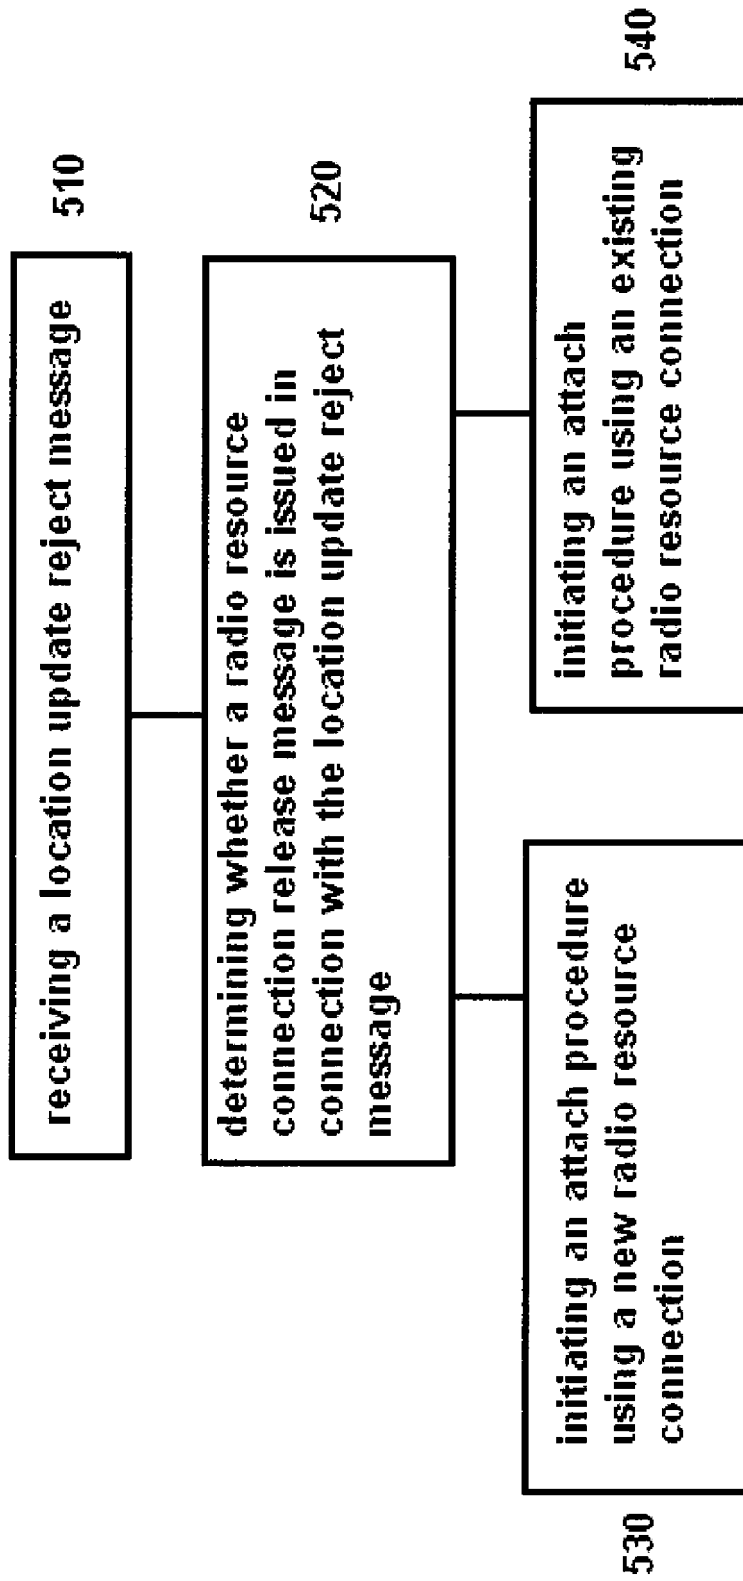 receiving a location update reject message
510
determining whether a radio resource
connection release message is issued in
connection with the location update reject
message
520
initiating an attach procedure
using a new radio resource
connection
530
initiating an attach
procedure using an existing
radio resource connection
540